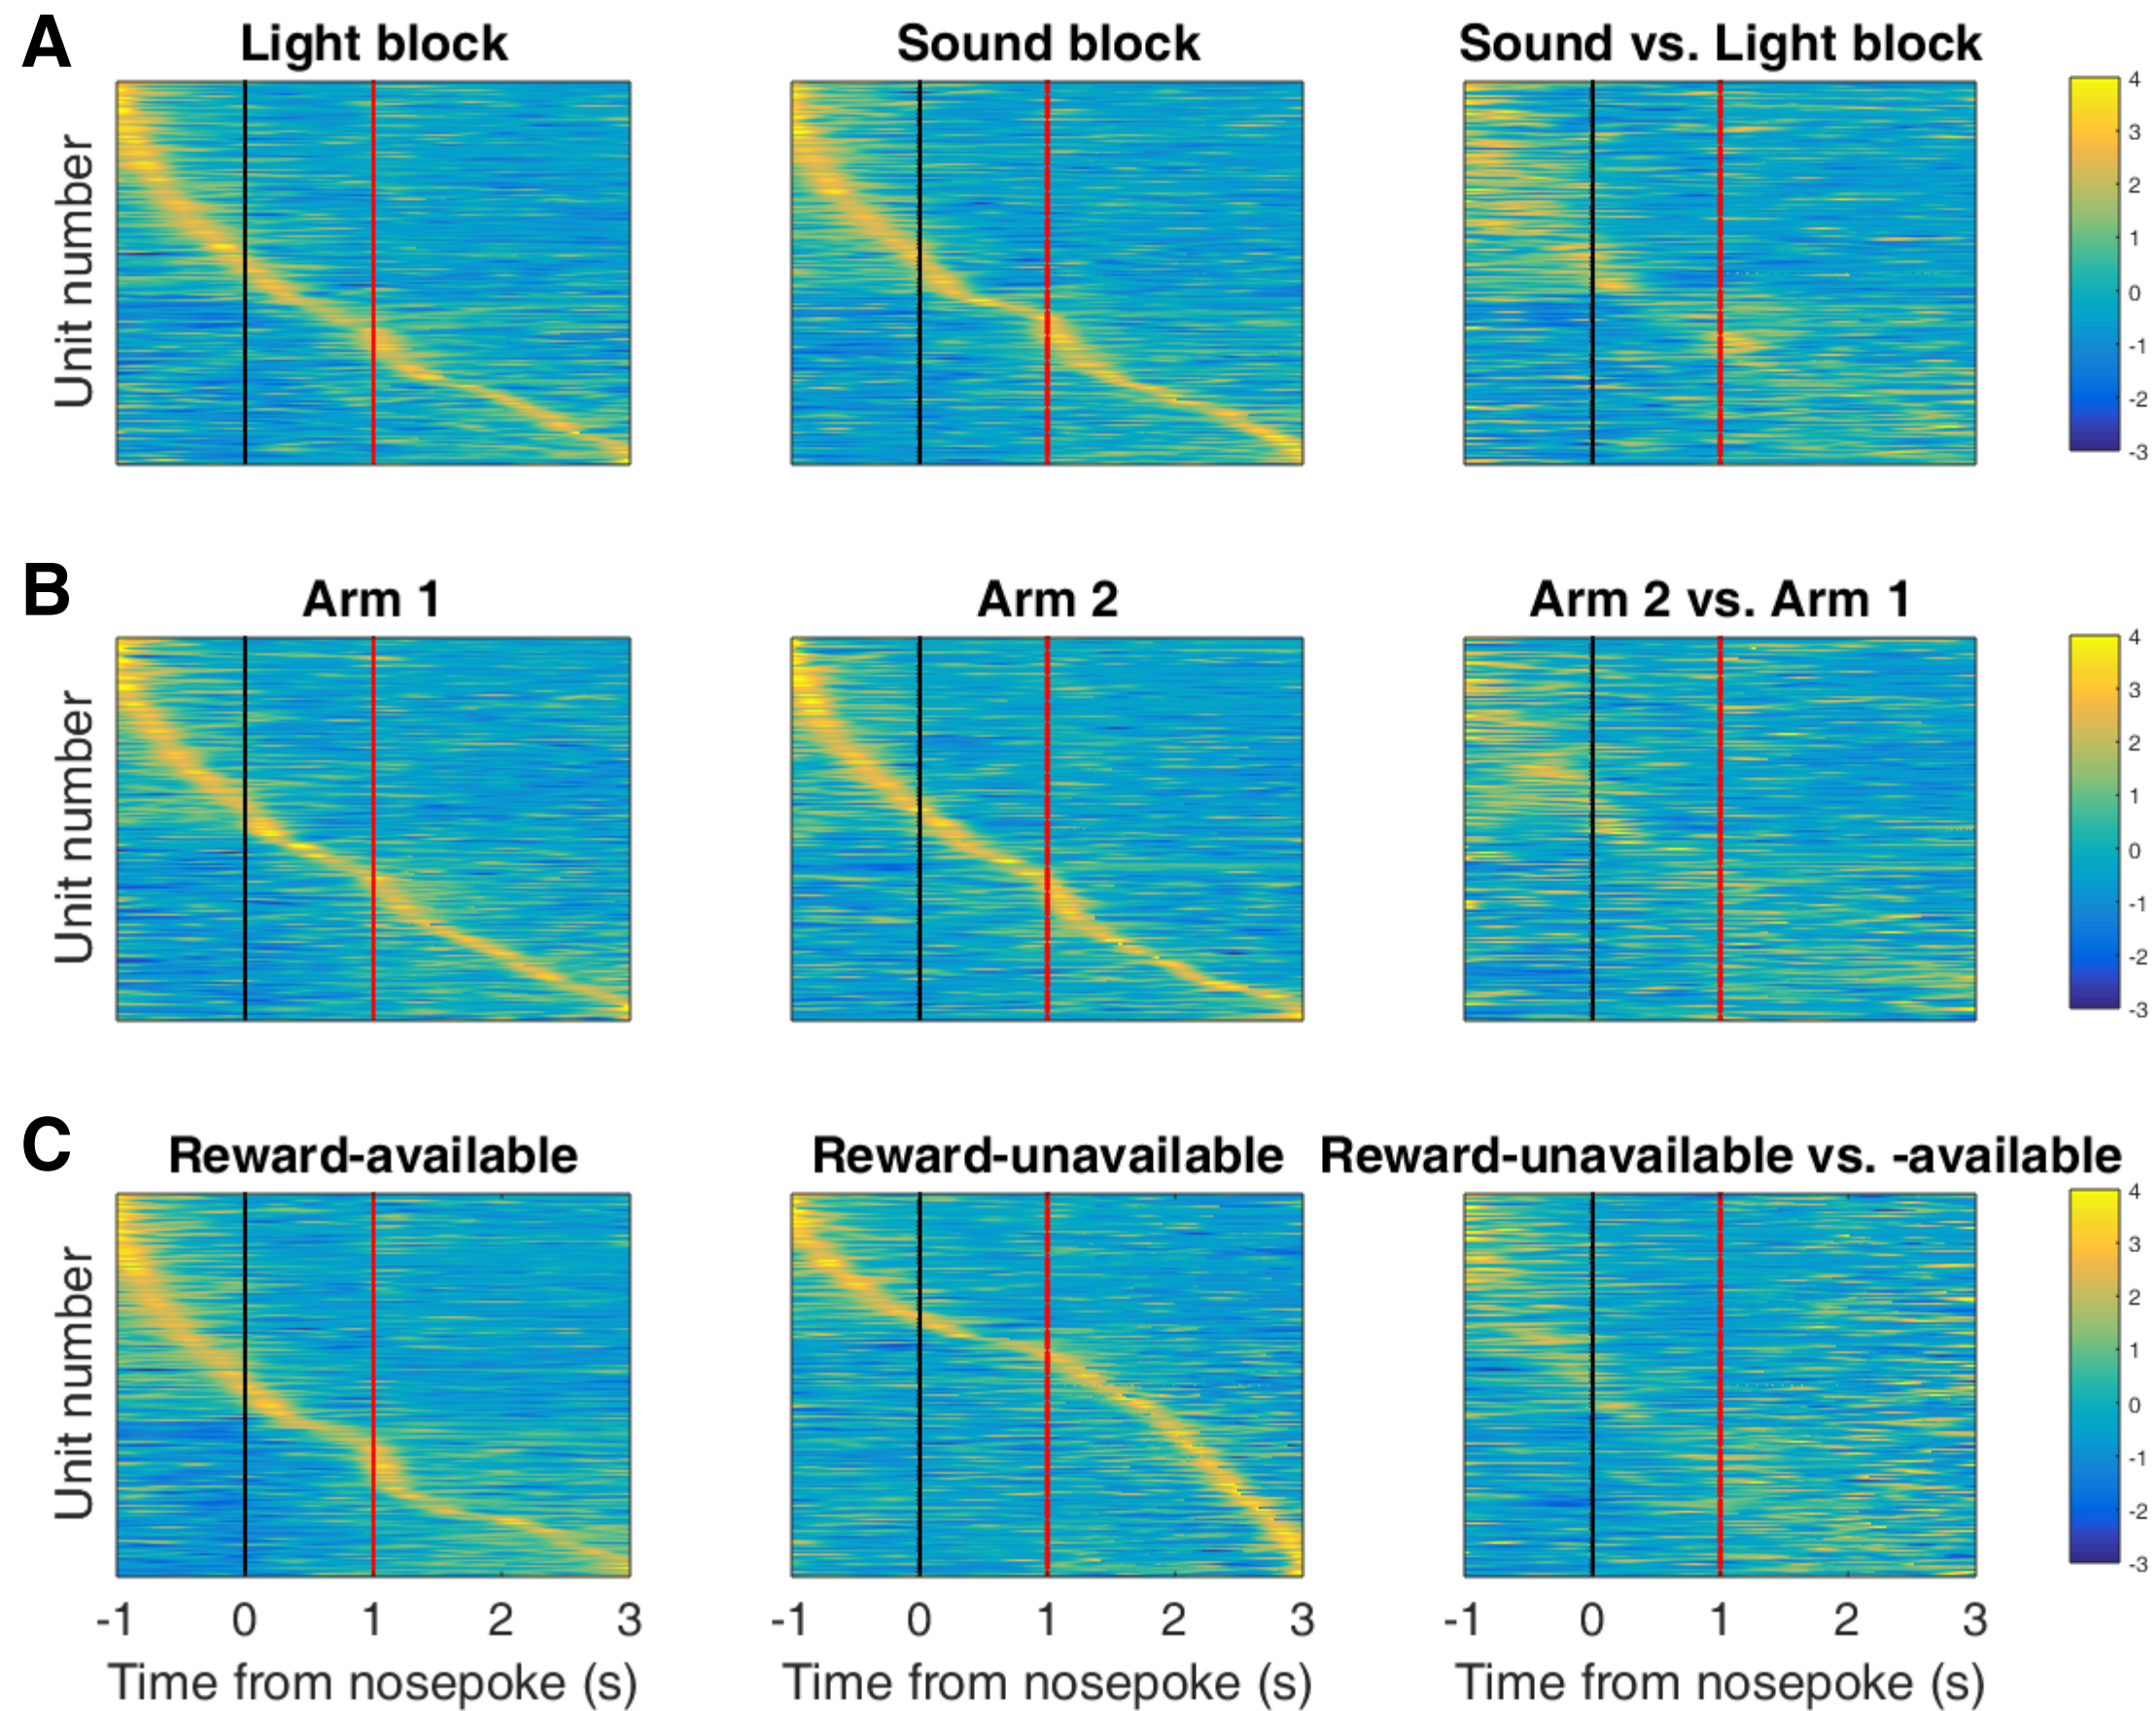 A
Light block
Sound block
Sound vs. Light block
Unit number
4
3
2
1
0
-1
-2
-3
B
Arm 1
Arm 2
Arm 2 vs. Arm 1
Unit number
4
3
2
1
0
-1
-2
-3
C
Reward-available
Reward-unavailable
Reward-unavailable vs. -available
Unit number
4
3
2
1
0
-1
-2
-3
-1 0 1 2 3
-1 0 1 2 3
-1 0 1 2 3
Time from nosepoke (s)
Time from nosepoke (s)
Time from nosepoke (s)